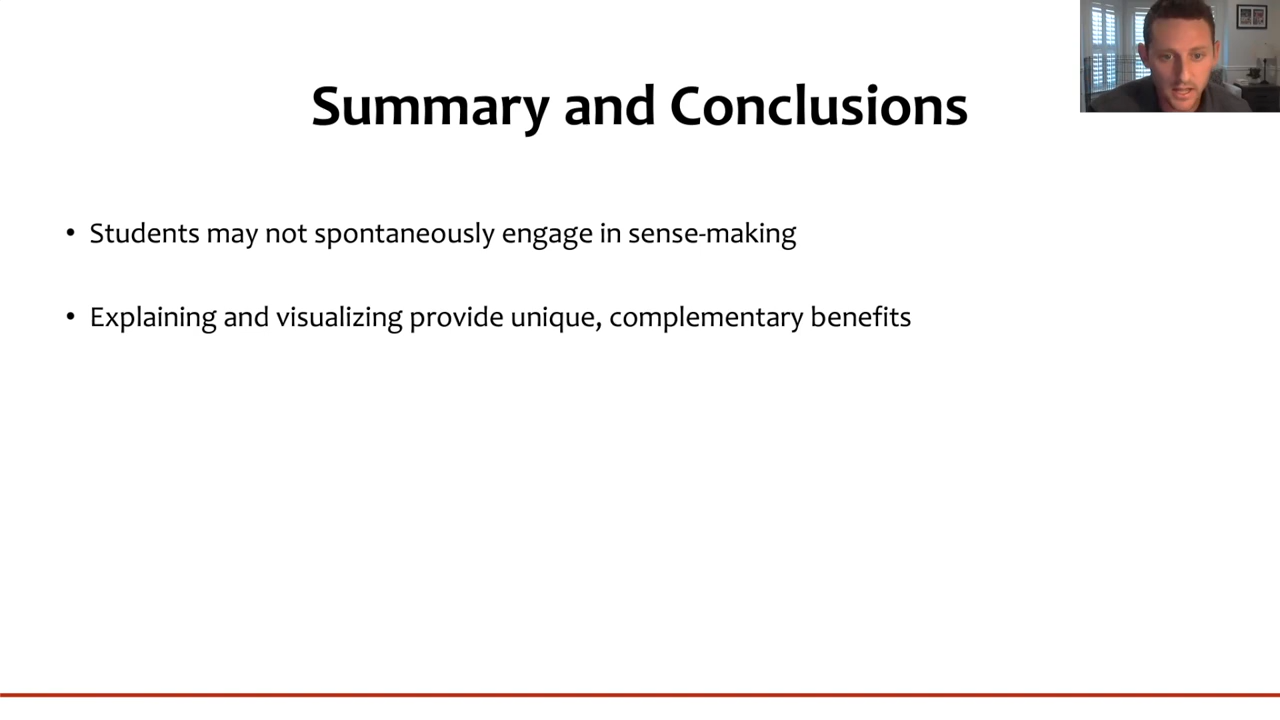 Summary and Conclusions
• Students may not spontaneously engage in sense-making
• Explaining and visualizing provide unique, complementary benefits